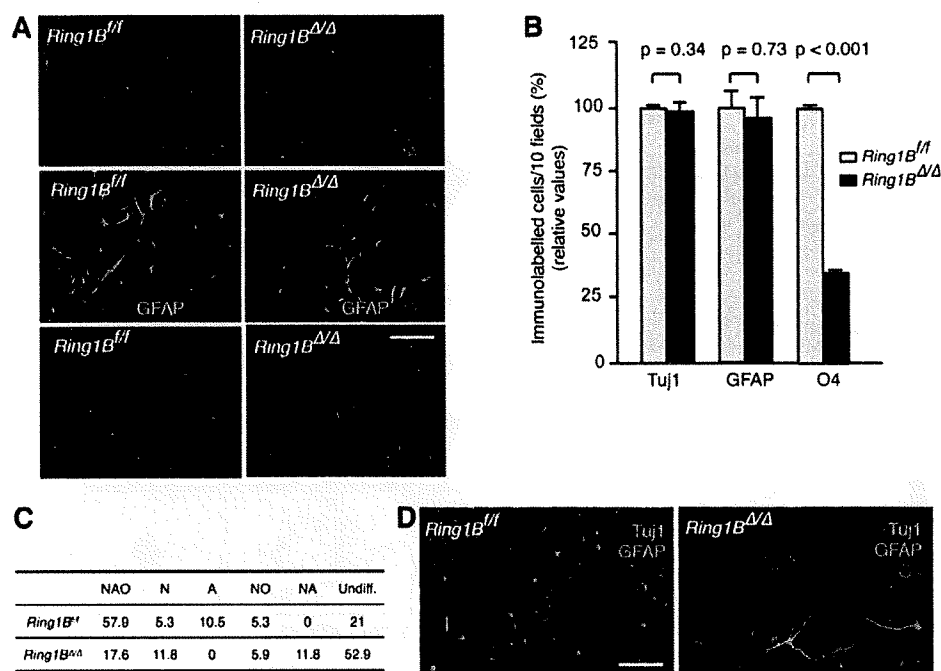 A
Ring1B^f/f
Ring1B^Δ/Δ
Ring1B^f/f
Ring1B^Δ/Δ
GFAP
GFAP
Ring1B^f/f
Ring1B^Δ/Δ
B
Immunolabelled cells/10 fields (%)
(relative values)
125
100
75
50
25
0
p = 0.34
p = 0.73
p < 0.001
Tuj1
GFAP
O4
Ring1B^f/f
Ring1B^Δ/Δ
C
NAO N A NO NA Undiff.
Ring1B^f/f 57.9 5.3 10.5 5.3 0 21
Ring1B^Δ/Δ 17.6 11.8 0 5.9 11.8 52.9
D
Ring1B^f/f
Tuj1
GFAP
Ring1B^Δ/Δ
Tuj1
GFAP